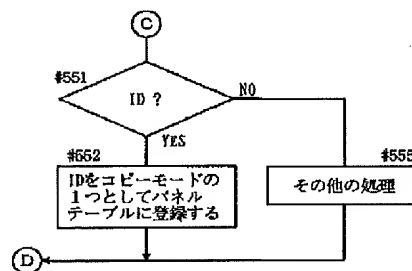 C
#551
ID ?
NO
YES
#552
IDをコピーモードの
1つとしてパネル
テーブルに登録する
#555
その他の処理
D